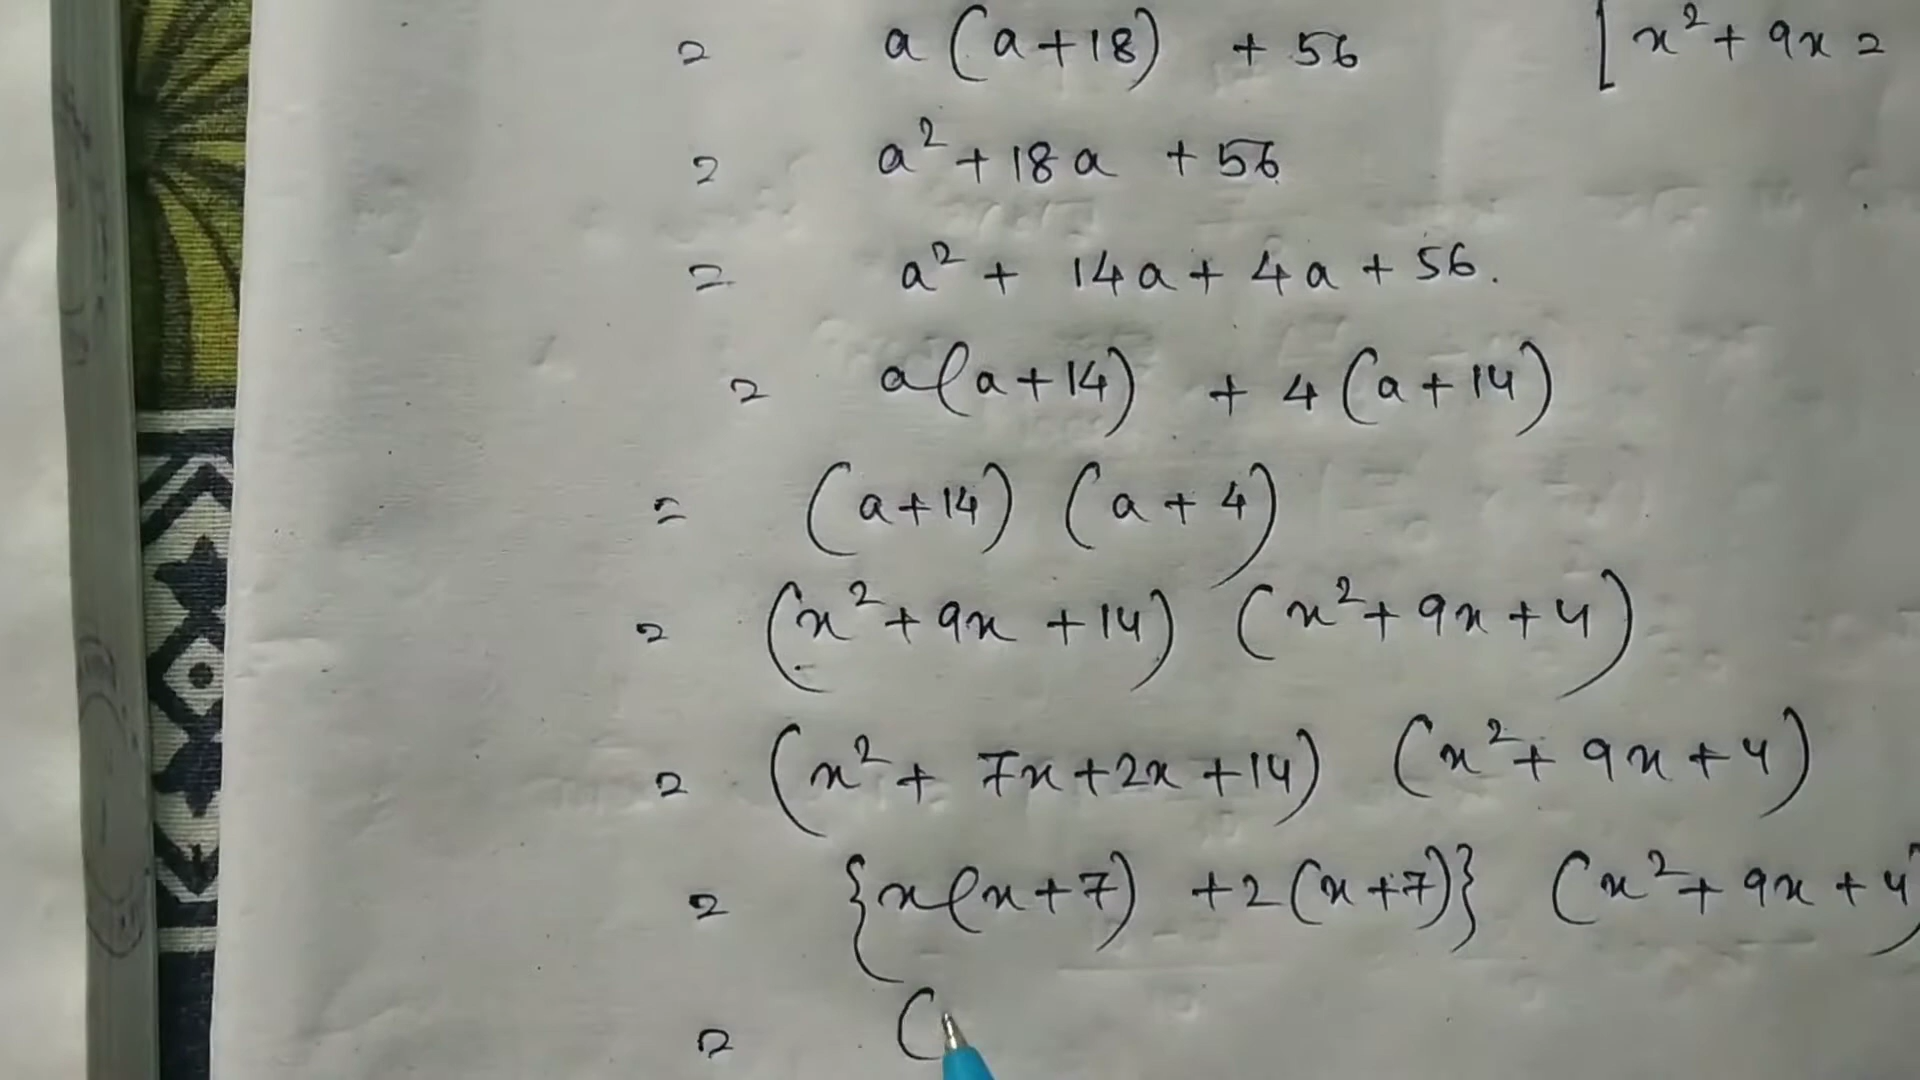 = a(a+18) + 56 [x²+9x =
= a²+18a +56
= a² + 14a + 4a + 56.
= a(a+14) + 4(a+14)
= (a+14) (a+4)
= (x²+9x+14) (x²+9x+4)
= (x²+ 7x+2x+14) (x²+9x+4)
= {x(x+7) +2(x+7)} (x²+9x+4)
= (